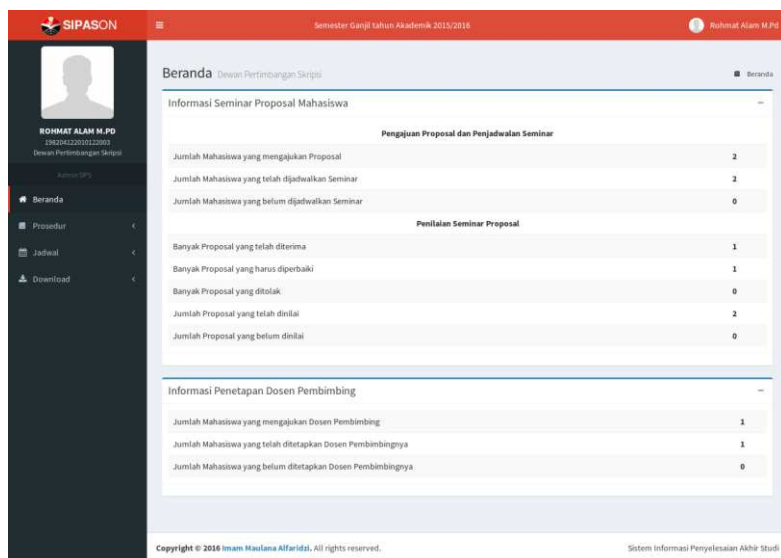 SIPASON
Semester Ganjil tahun Akademik 2015/2016
Rohmat Alam M.Pd
ROHMAT ALAM M.PD
198204122010122003
Dewan Pertimbangan Skripsi
Admin DPS
Beranda
Prosedur
Jadwal
Download
Beranda Dewan Pertimbangan Skripsi
Beranda
Informasi Seminar Proposal Mahasiswa
Pengajuan Proposal dan Penjadwalan Seminar
Jumlah Mahasiswa yang mengajukan Proposal 2
Jumlah Mahasiswa yang telah dijadwalkan Seminar 2
Jumlah Mahasiswa yang belum dijadwalkan Seminar 0
Penilaian Seminar Proposal
Banyak Proposal yang telah diterima 1
Banyak Proposal yang harus diperbaiki 1
Banyak Proposal yang ditolak 0
Jumlah Proposal yang telah dinilai 2
Jumlah Proposal yang belum dinilai 0
Informasi Penetapan Dosen Pembimbing
Jumlah Mahasiswa yang mengajukan Dosen Pembimbing 1
Jumlah Mahasiswa yang telah ditetapkan Dosen Pembimbingnya 1
Jumlah Mahasiswa yang belum ditetapkan Dosen Pembimbingnya 0
Copyright © 2016 Imam Maulana Alfaridzi. All rights reserved.
Sistem Informasi Penyelesaian Akhir Studi